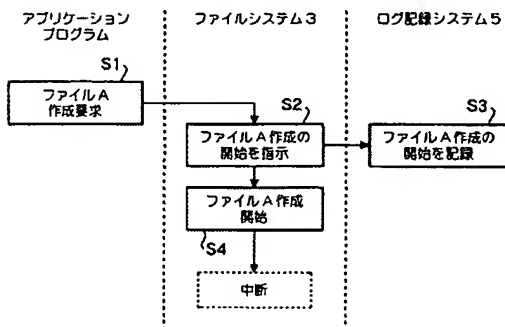 アプリケーション
プログラム
ファイルシステム3
ログ記録システム5
S1
ファイルA
作成要求
S2
ファイルA作成の
開始を指示
S3
ファイルA作成の
開始を記録
ファイルA作成
開始
S4
中断